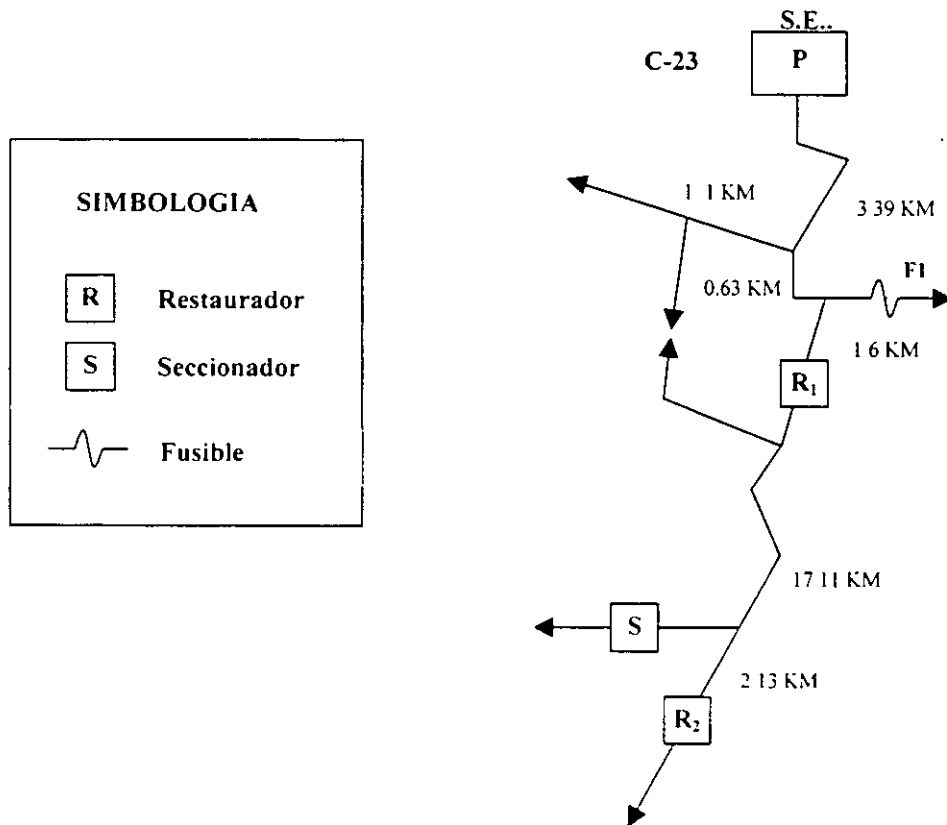 S.E..
C-23
P
SIMBOLOGIA
R Restaurador
S Seccionador
Fusible
1 1 KM
3 39 KM
0.63 KM
F1
1 6 KM
R₁
17 11 KM
S
2 13 KM
R₂